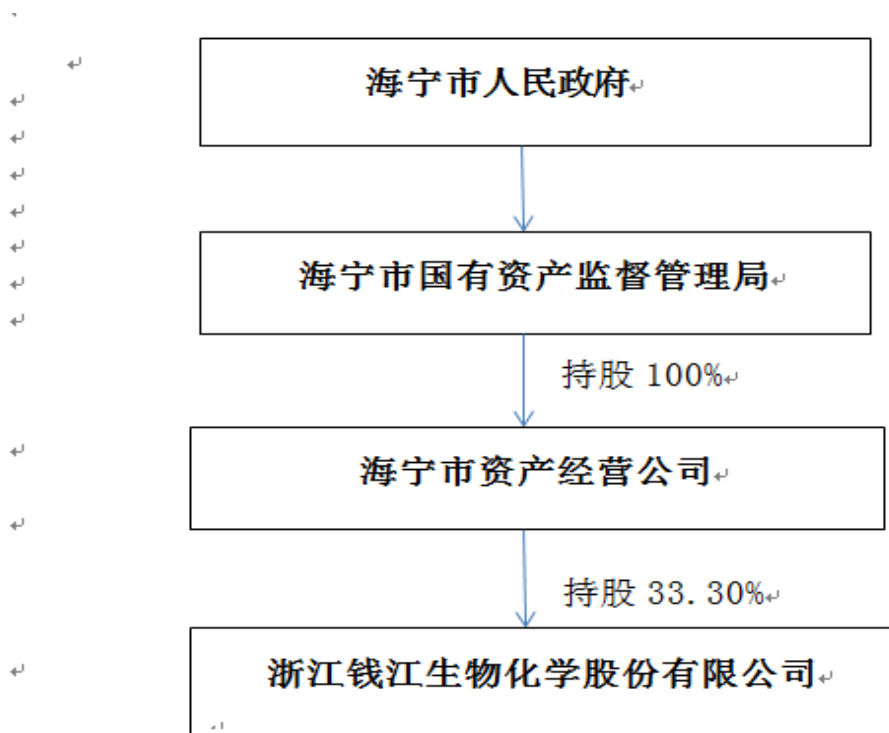 海宁市人民政府
海宁市国有资产监督管理局
持股 100%
海宁市资产经营公司
持股 33.30%
浙江钱江生物化学股份有限公司